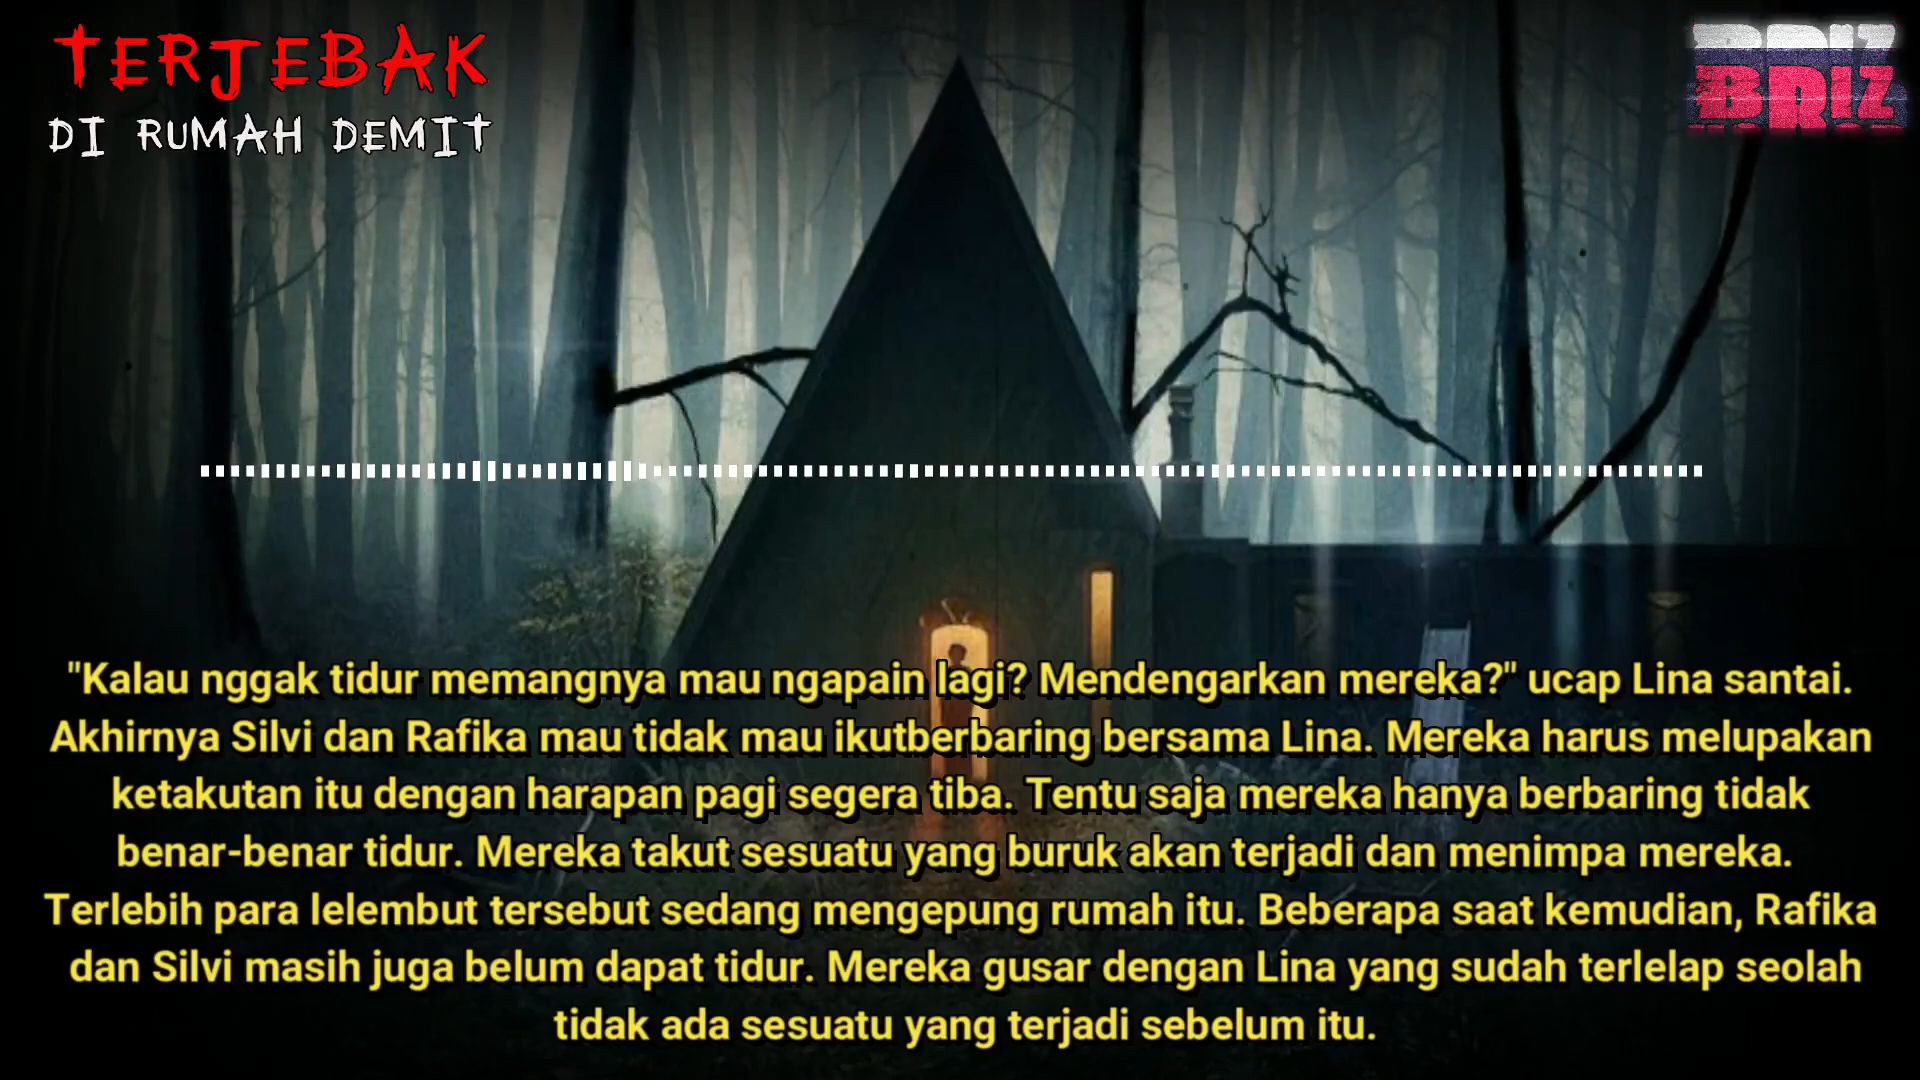 TERJEBAK
DI RUMAH DEMIT
BRIZ
"Kalau nggak tidur memangnya mau ngapain lagi? Mendengarkan mereka?" ucap Lina santai.
Akhirnya Silvi dan Rafika mau tidak mau ikutberbaring bersama Lina. Mereka harus melupakan
ketakutan itu dengan harapan pagi segera tiba. Tentu saja mereka hanya berbaring tidak
benar-benar tidur. Mereka takut sesuatu yang buruk akan terjadi dan menimpa mereka.
Terlebih para lelembut tersebut sedang mengepung rumah itu. Beberapa saat kemudian, Rafika
dan Silvi masih juga belum dapat tidur. Mereka gusar dengan Lina yang sudah terlelap seolah
tidak ada sesuatu yang terjadi sebelum itu.